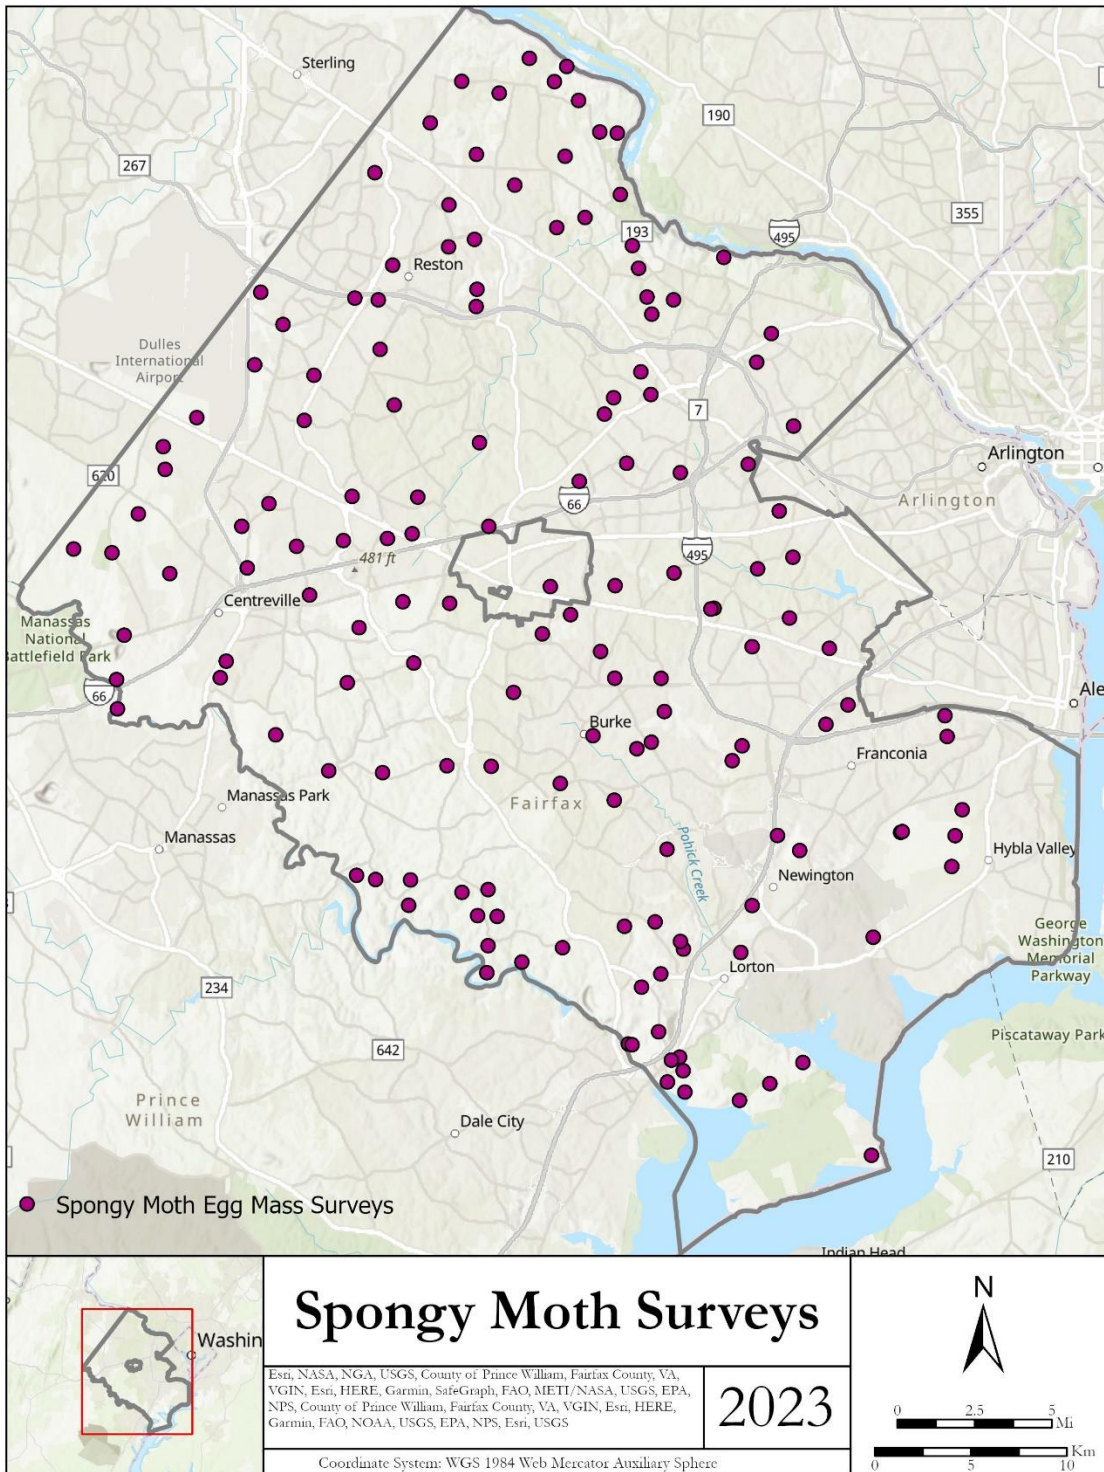 Sterling
190
267
355
193
495
Reston
Dulles
International
Airport
7
Arlington
620
Arlington
66
495
481 ft
Centreville
Manassas
National
Battlefield Park
66
Ale
Burke
Franconia
Fairfax
Manassas Park
Pohick Creek
Manassas
Hybla Valley
Newington
George
Washington
Memorial
Parkway
Lorton
234
Piscataway Park
642
Prince
William
Dale City
210
Spongy Moth Egg Mass Surveys
Indian Head
Washin
Spongy Moth Surveys
N
Esri, NASA, NGA, USGS, County of Prince William, Fairfax County, VA,
VGIN, Esri, HERE, Garmin, SafeGraph, FAO, METI/NASA, USGS, EPA,
NPS, County of Prince William, Fairfax County, VA, VGIN, Esri, HERE,
Garmin, FAO, NOAA, USGS, EPA, NPS, Esri, USGS
2023
0 2.5 5
Mi
Km
0 5 10
Coordinate System: WGS 1984 Web Mercator Auxiliary Sphere